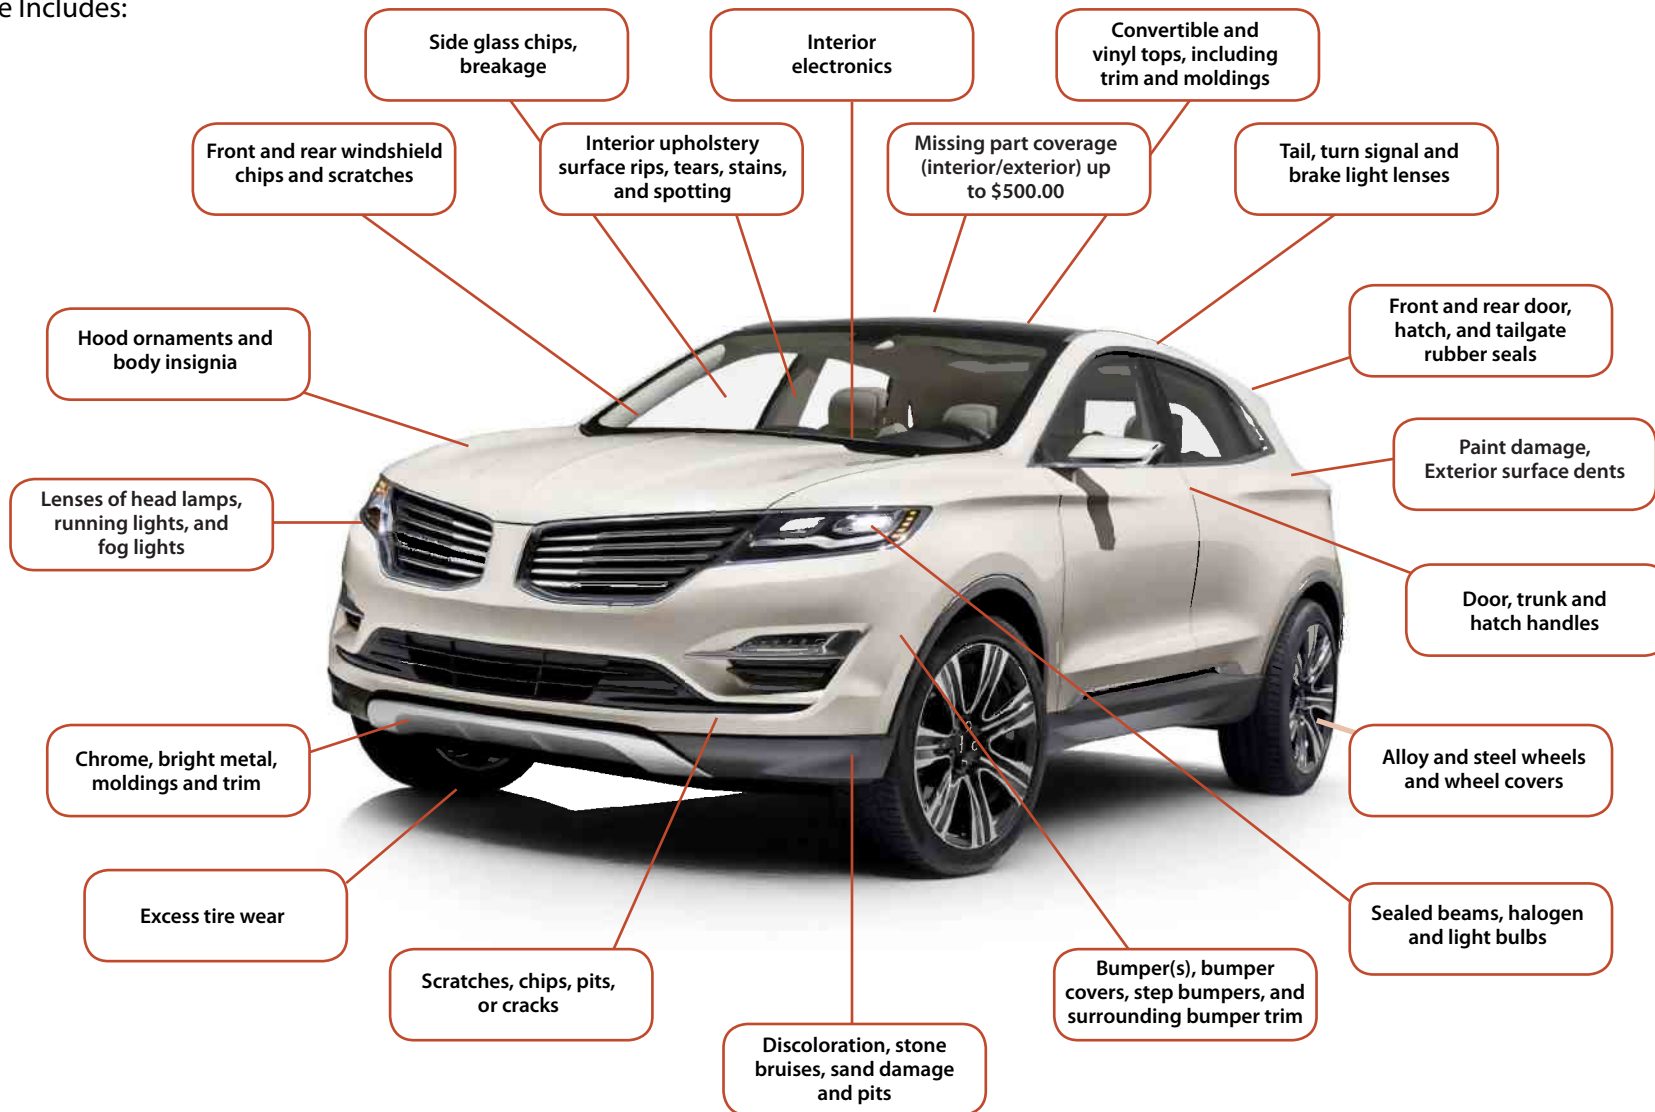 e Includes:
Side glass chips,
breakage
Interior
electronics
Convertible and
vinyl tops, including
trim and moldings
Front and rear windshield
chips and scratches
Interior upholstery
surface rips, tears, stains,
and spotting
Missing part coverage
(interior/exterior) up
to $500.00
Tail, turn signal and
brake light lenses
Hood ornaments and
body insignia
Front and rear door,
hatch, and tailgate
rubber seals
Paint damage,
Exterior surface dents
Lenses of head lamps,
running lights, and
fog lights
Door, trunk and
hatch handles
Chrome, bright metal,
moldings and trim
Alloy and steel wheels
and wheel covers
Excess tire wear
Sealed beams, halogen
and light bulbs
Scratches, chips, pits,
or cracks
Bumper(s), bumper
covers, step bumpers, and
surrounding bumper trim
Discoloration, stone
bruises, sand damage
and pits